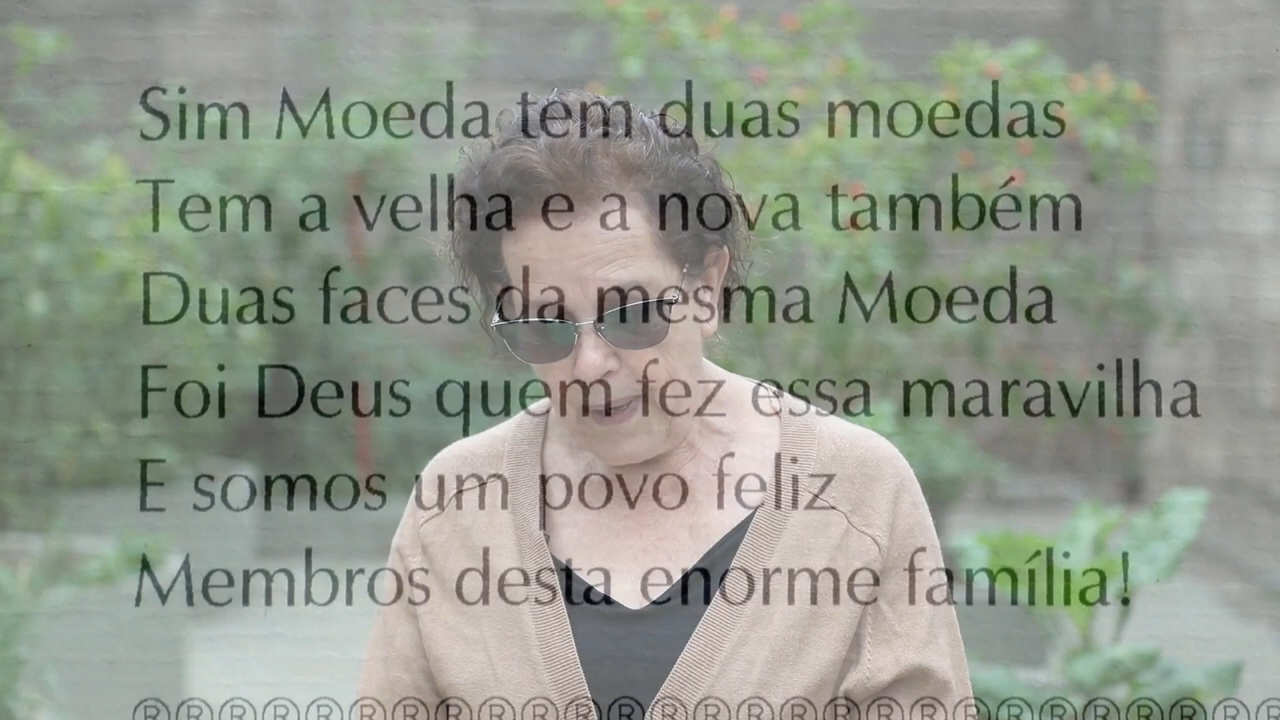 Sim Moeda tem duas moedas
Tem a velha e a nova também
Duas faces da mesma Moeda
Foi Deus quem fez essa maravilha
E somos um povo feliz
Membros desta enorme família!
®®®®®®®®®®®®®®®®®®®®®®®®®®®®®®